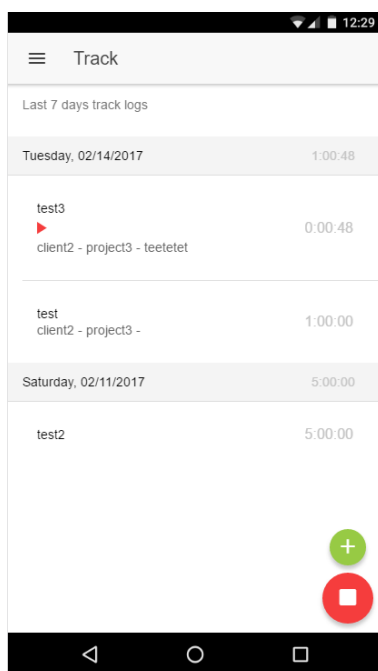 12:29
Track
Last 7 days track logs
Tuesday, 02/14/2017 1:00:48
test3
0:00:48
client2 - project3 - teetetet
test
1:00:00
client2 - project3 -
Saturday, 02/11/2017 5:00:00
test2 5:00:00